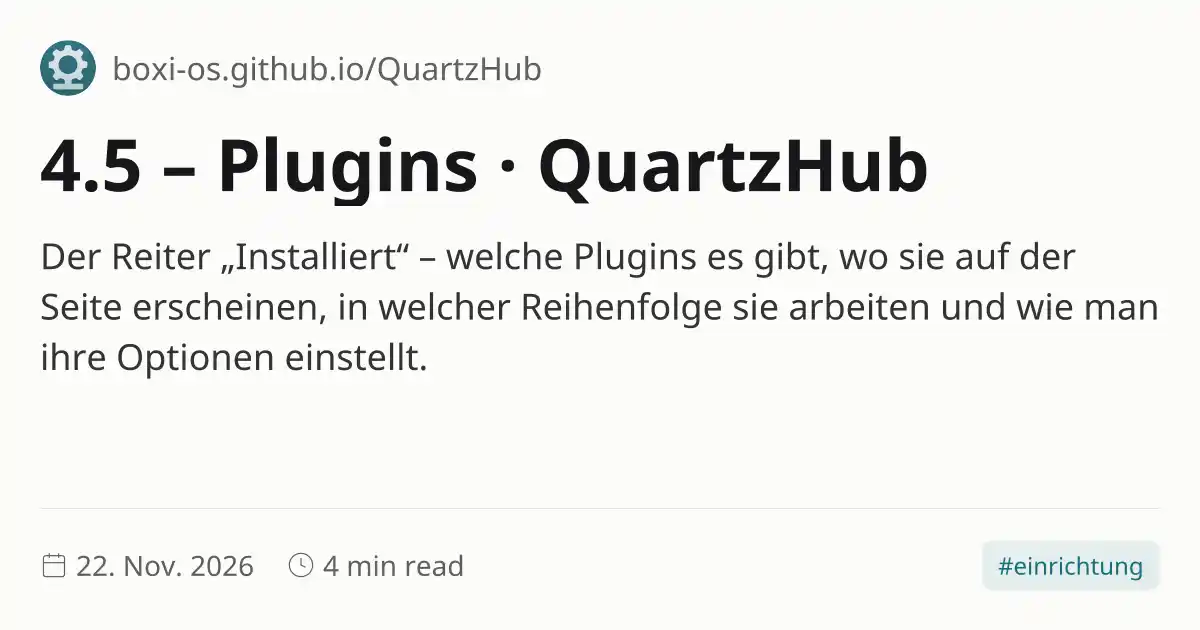 boxi-os.github.io/QuartzHub
4.5 – Plugins · QuartzHub
Der Reiter „Installiert“ – welche Plugins es gibt, wo sie auf der
Seite erscheinen, in welcher Reihenfolge sie arbeiten und wie man
ihre Optionen einstellt.
22. Nov. 2026 4 min read #einrichtung